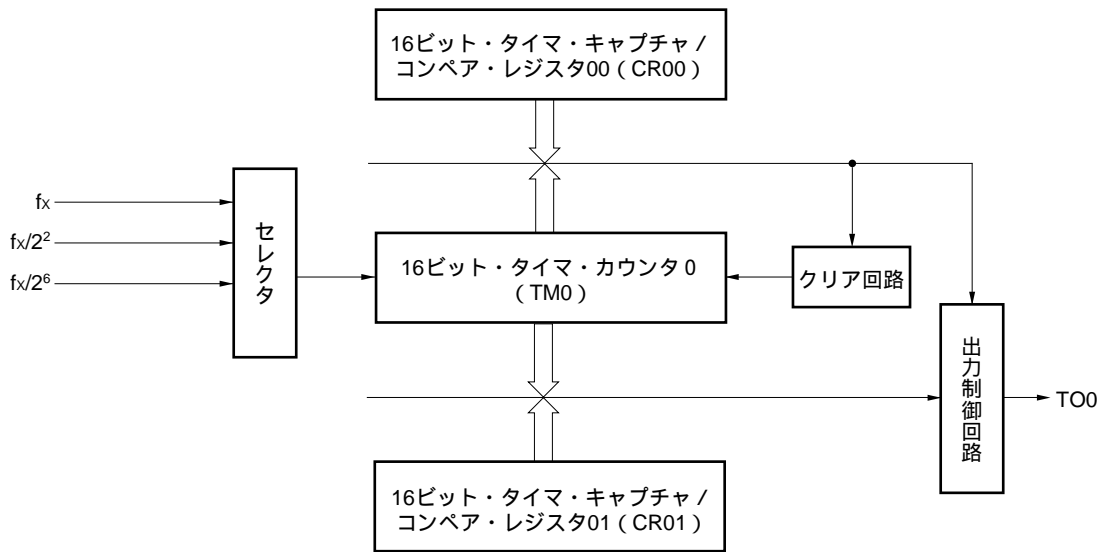 16ビット・タイマ・キャプチャ/
コンペア・レジスタ00(CR00)
fX
fX/2²
fX/2⁶
セレクタ
16ビット・タイマ・カウンタ0
(TM0)
クリア回路
出力制御回路
TO0
16ビット・タイマ・キャプチャ/
コンペア・レジスタ01(CR01)